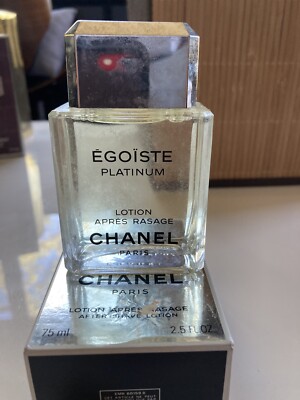 ÉGOÏSTE
PLATINUM
LOTION
APRÈS RASAGE
CHANEL
PARIS
CHANEL
PARIS
LOTION APRÈS RASAGE
AFTER SHAVE LOTION
75 ml 2.5 fl. oz.